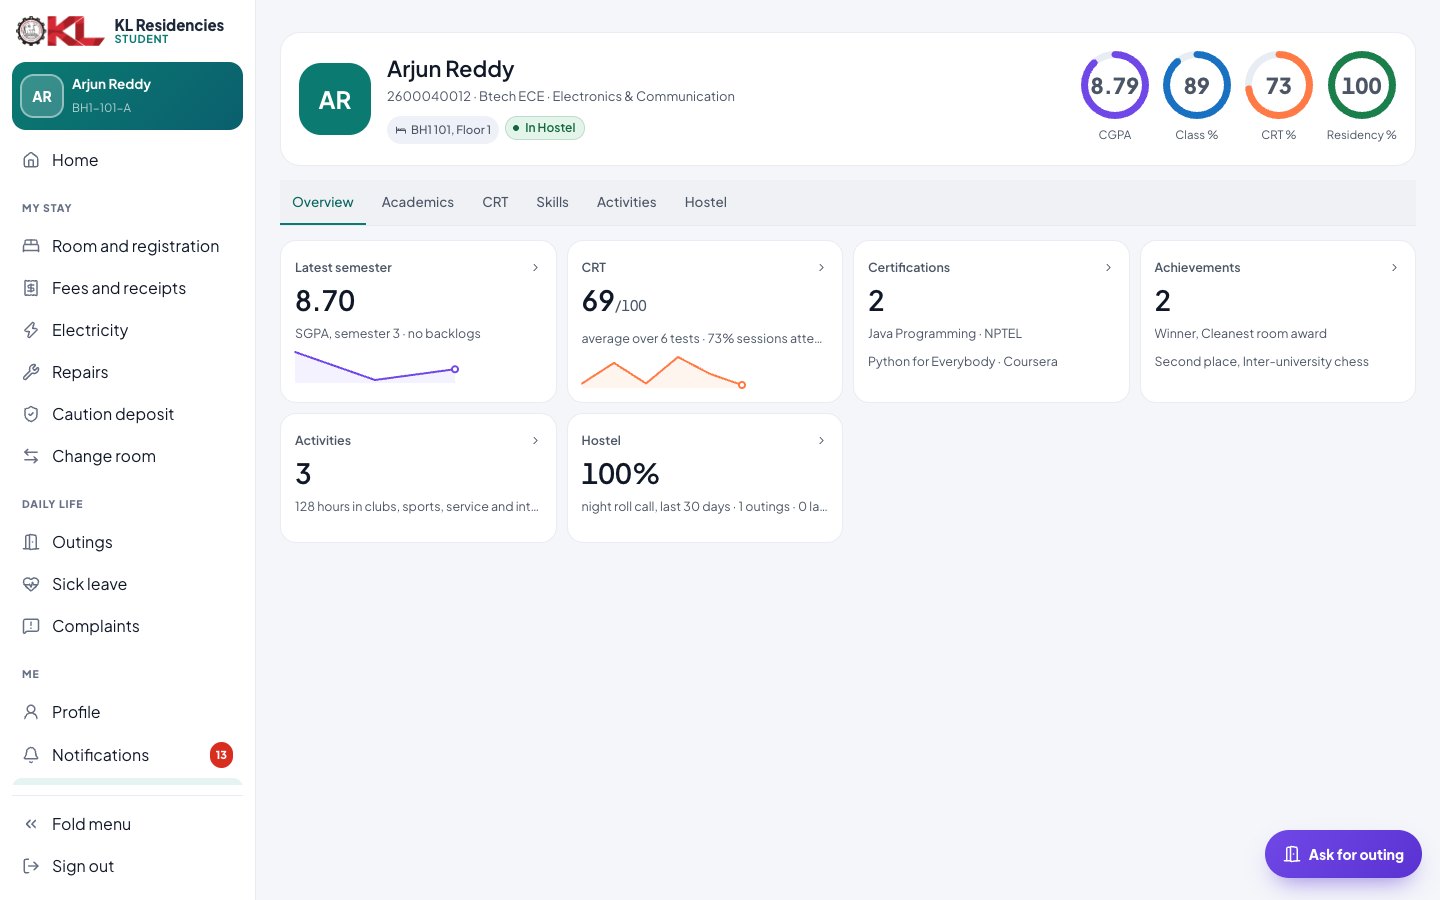 KL
KL Residencies
STUDENT
AR
Arjun Reddy
BH1-101-A
Home
MY STAY
Room and registration
Fees and receipts
Electricity
Repairs
Caution deposit
Change room
DAILY LIFE
Outings
Sick leave
Complaints
ME
Profile
Notifications
13
Fold menu
Sign out
AR
Arjun Reddy
2600040012 · Btech ECE · Electronics & Communication
BH1 101, Floor 1
In Hostel
8.79
CGPA
89
Class %
73
CRT %
100
Residency %
Overview
Academics
CRT
Skills
Activities
Hostel
Latest semester
8.70
SGPA, semester 3 · no backlogs
CRT
69/100
average over 6 tests · 73% sessions atte...
Certifications
2
Java Programming · NPTEL
Python for Everybody · Coursera
Achievements
2
Winner, Cleanest room award
Second place, Inter-university chess
Activities
3
128 hours in clubs, sports, service and int...
Hostel
100%
night roll call, last 30 days · 1 outings · 0 la...
Ask for outing